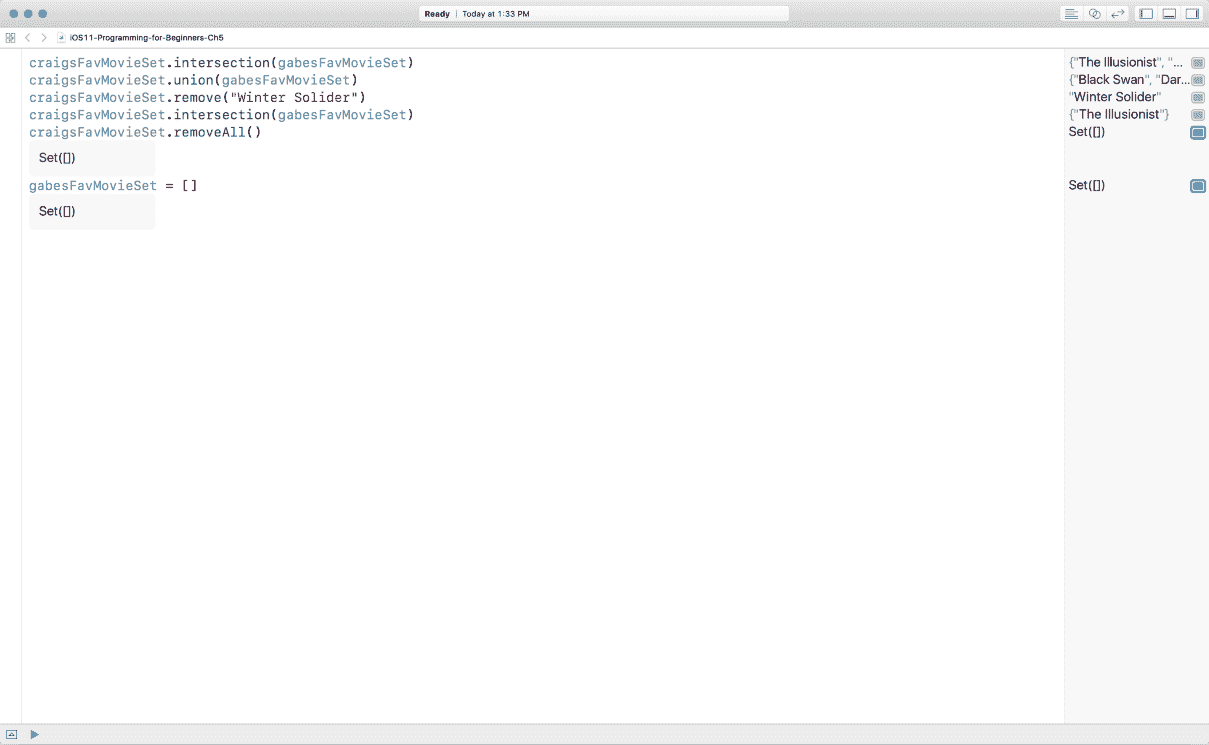 Ready | Today at 1:33 PM
iOS11-Programming-for-Beginners-Ch5
craigsFavMovieSet.intersection(gabesFavMovieSet)
{"The Illusionist", "...
craigsFavMovieSet.union(gabesFavMovieSet)
{"Black Swan", "Dar...
craigsFavMovieSet.remove("Winter Solider")
"Winter Solider"
craigsFavMovieSet.intersection(gabesFavMovieSet)
{"The Illusionist"}
craigsFavMovieSet.removeAll()
Set([])
Set([])
gabesFavMovieSet = []
Set([])
Set([])